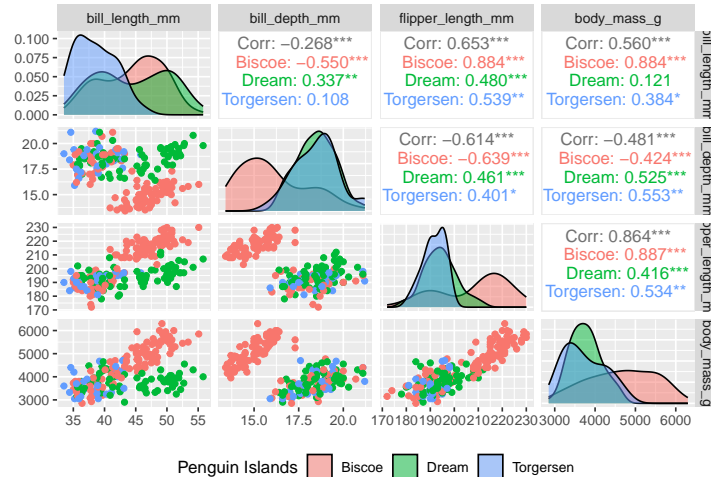 bill_length_mm bill_depth_mm flipper_length_mm body_mass_g
0.100
0.075
0.050
0.025
0.000
Corr: −0.268***
Biscoe: −0.550***
Dream: 0.337**
Torgersen: 0.108
Corr: 0.653***
Biscoe: 0.884***
Dream: 0.480***
Torgersen: 0.539**
Corr: 0.560***
Biscoe: 0.884***
Dream: 0.121
Torgersen: 0.384*
bill_length_mm
20.0
17.5
15.0
Corr: −0.614***
Biscoe: −0.639***
Dream: 0.461***
Torgersen: 0.401*
Corr: −0.481***
Biscoe: −0.424***
Dream: 0.525***
Torgersen: 0.553**
bill_depth_mm
230
220
210
200
190
180
170
Corr: 0.864***
Biscoe: 0.887***
Dream: 0.416***
Torgersen: 0.534**
pper_length_m
6000
5000
4000
3000
body_mass_g
35 40 45 50 55 15.0 17.5 20.0 170 180 190 200 210 220 230 3000 4000 5000 6000
Penguin Islands Biscoe Dream Torgersen